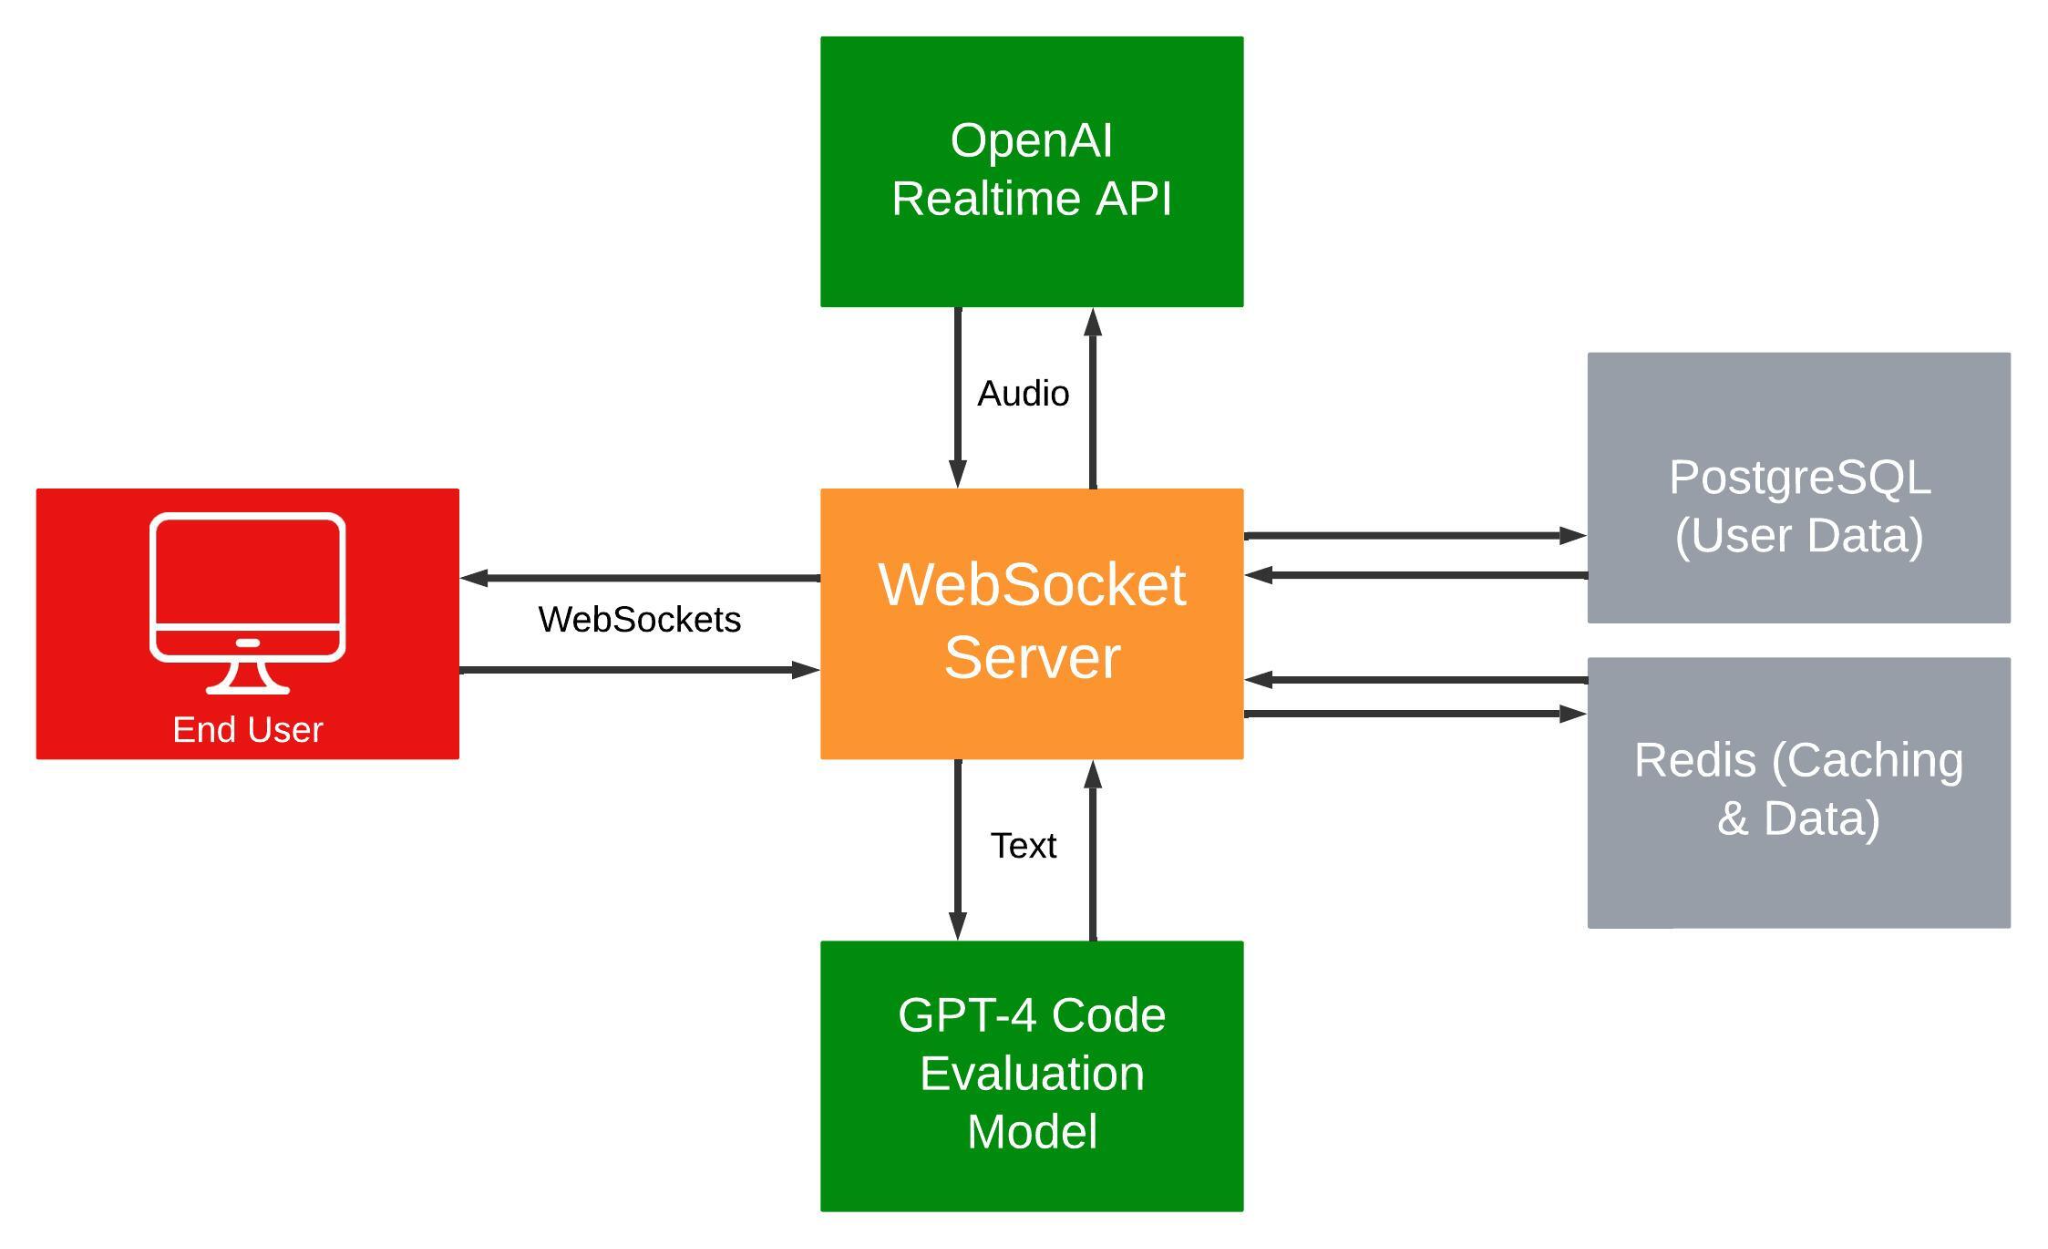 OpenAI
Realtime API
Audio
PostgreSQL
(User Data)
End User
WebSockets
WebSocket
Server
Redis (Caching
& Data)
Text
GPT-4 Code
Evaluation
Model